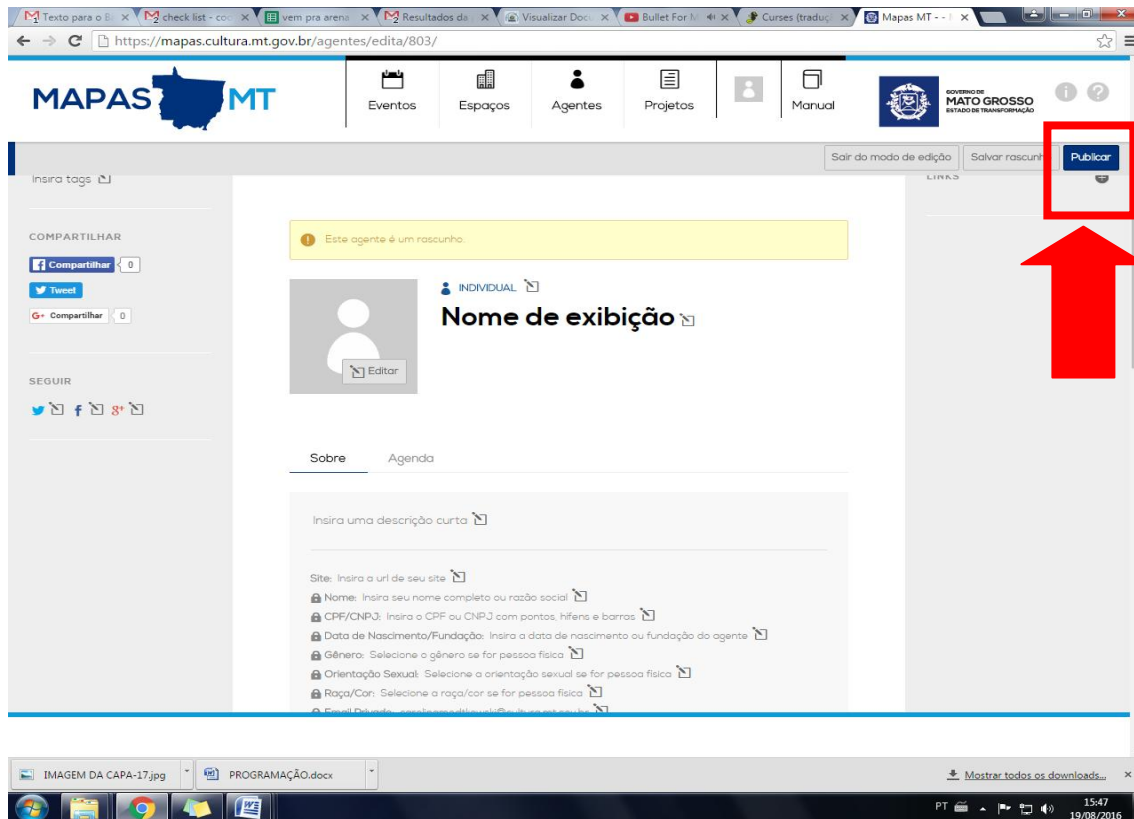 Texto para o B
check list - coo
vem pra arena
Resultados da
Visualizar Docu
Bullet For M
Curses (traduç
Mapas MT - - E
https://mapas.cultura.mt.gov.br/agentes/edita/803/
MAPAS MT
Eventos
Espaços
Agentes
Projetos
Manual
GOVERNO DE
MATO GROSSO
ESTADO DE TRANSFORMAÇÃO
Sair do modo de edição
Salvar rascunh
Publicar
Insira tags
LINKS
COMPARTILHAR
Compartilhar 0
Tweet
G+ Compartilhar 0
SEGUIR
Este agente é um rascunho.
INDIVIDUAL
Nome de exibição
Editar
Sobre
Agenda
Insira uma descrição curta
Site: Insira a url de seu site
Nome: Insira seu nome completo ou razão social
CPF/CNPJ: Insira o CPF ou CNPJ com pontos, hífens e barras
Data de Nascimento/Fundação: Insira a data de nascimento ou fundação do agente
Gênero: Selecione o gênero se for pessoa física
Orientação Sexual: Selecione a orientação sexual se for pessoa física
Raça/Cor: Selecione a raça/cor se for pessoa física
Email Privado:
IMAGEM DA CAPA-17.jpg
PROGRAMAÇÃO.docx
Mostrar todos os downloads...
PT
15:47
19/08/2016